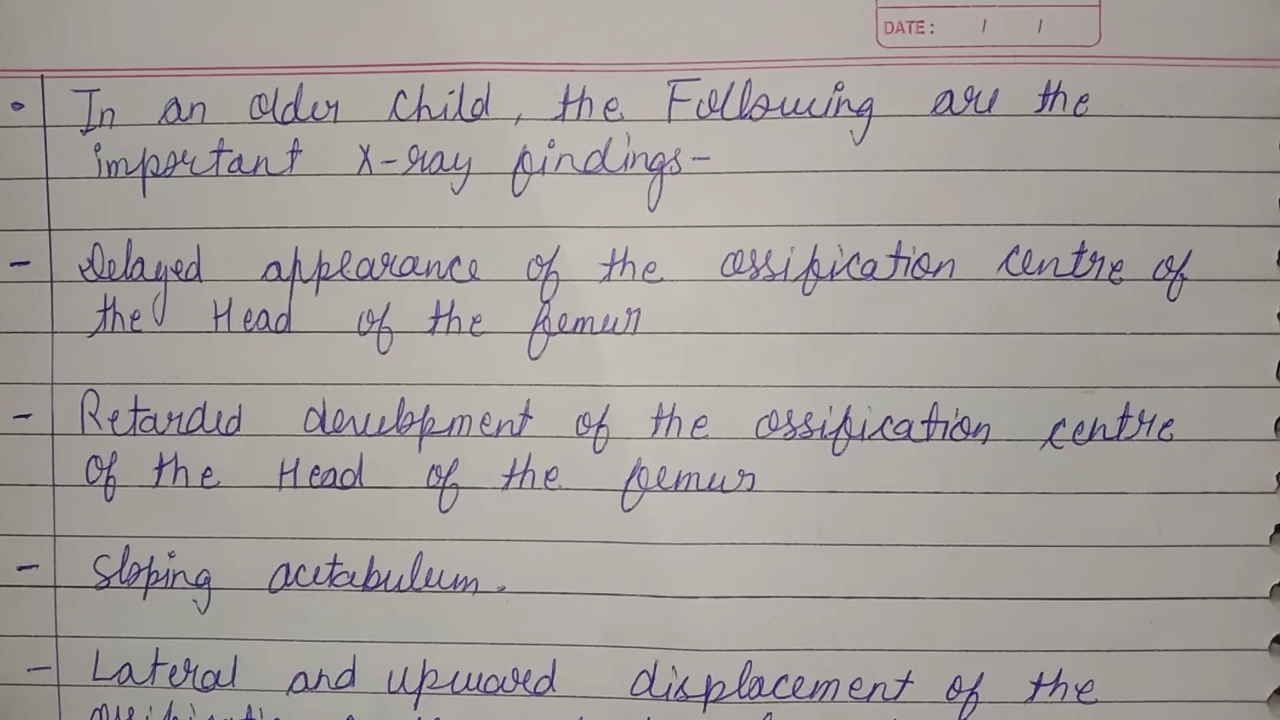 DATE: / /
• In an older child, the Following are the
important X-ray findings-
- Delayed appearance of the ossification centre of
the Head of the femur
- Retarded development of the ossification centre
of the Head of the femur
- Sloping acetabulum.
- Lateral and upward displacement of the